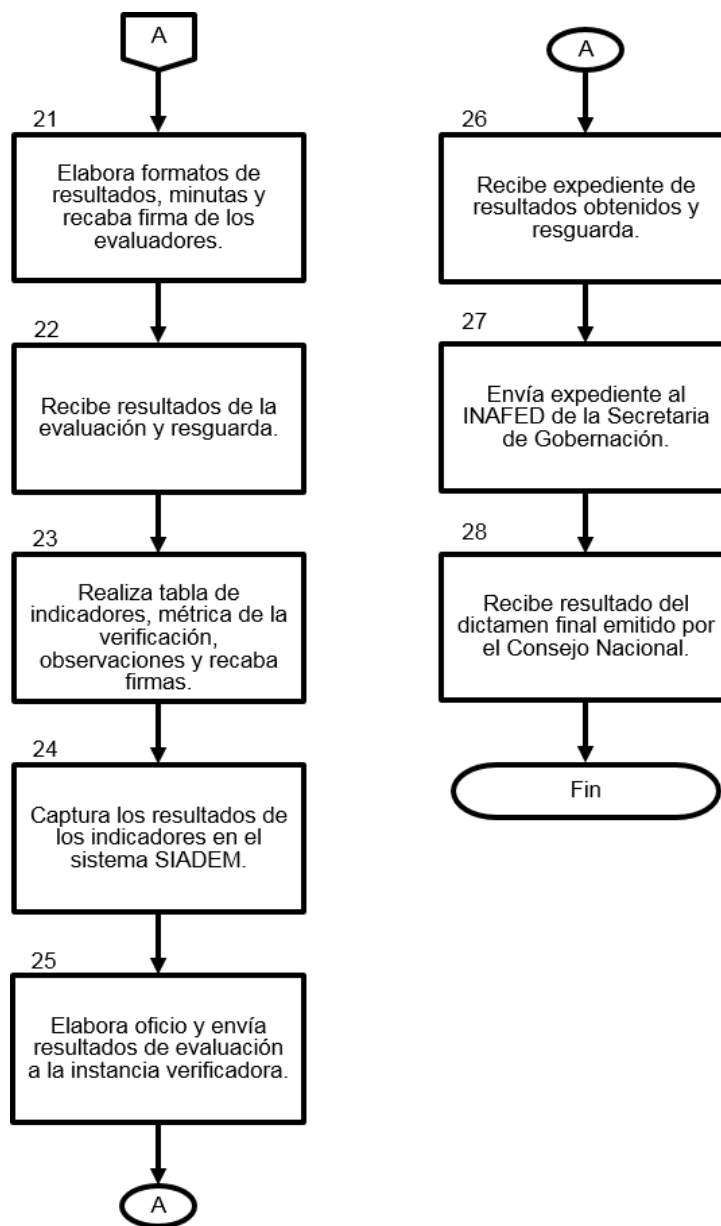 A
21
Elabora formatos de
resultados, minutas y
recaba firma de los
evaluadores.
22
Recibe resultados de la
evaluación y resguarda.
23
Realiza tabla de
indicadores, métrica de la
verificación,
observaciones y recaba
firmas.
24
Captura los resultados de
los indicadores en el
sistema SIADEM.
25
Elabora oficio y envía
resultados de evaluación
a la instancia verificadora.
A
A
26
Recibe expediente de
resultados obtenidos y
resguarda.
27
Envía expediente al
INAFED de la Secretaria
de Gobernación.
28
Recibe resultado del
dictamen final emitido por
el Consejo Nacional.
Fin